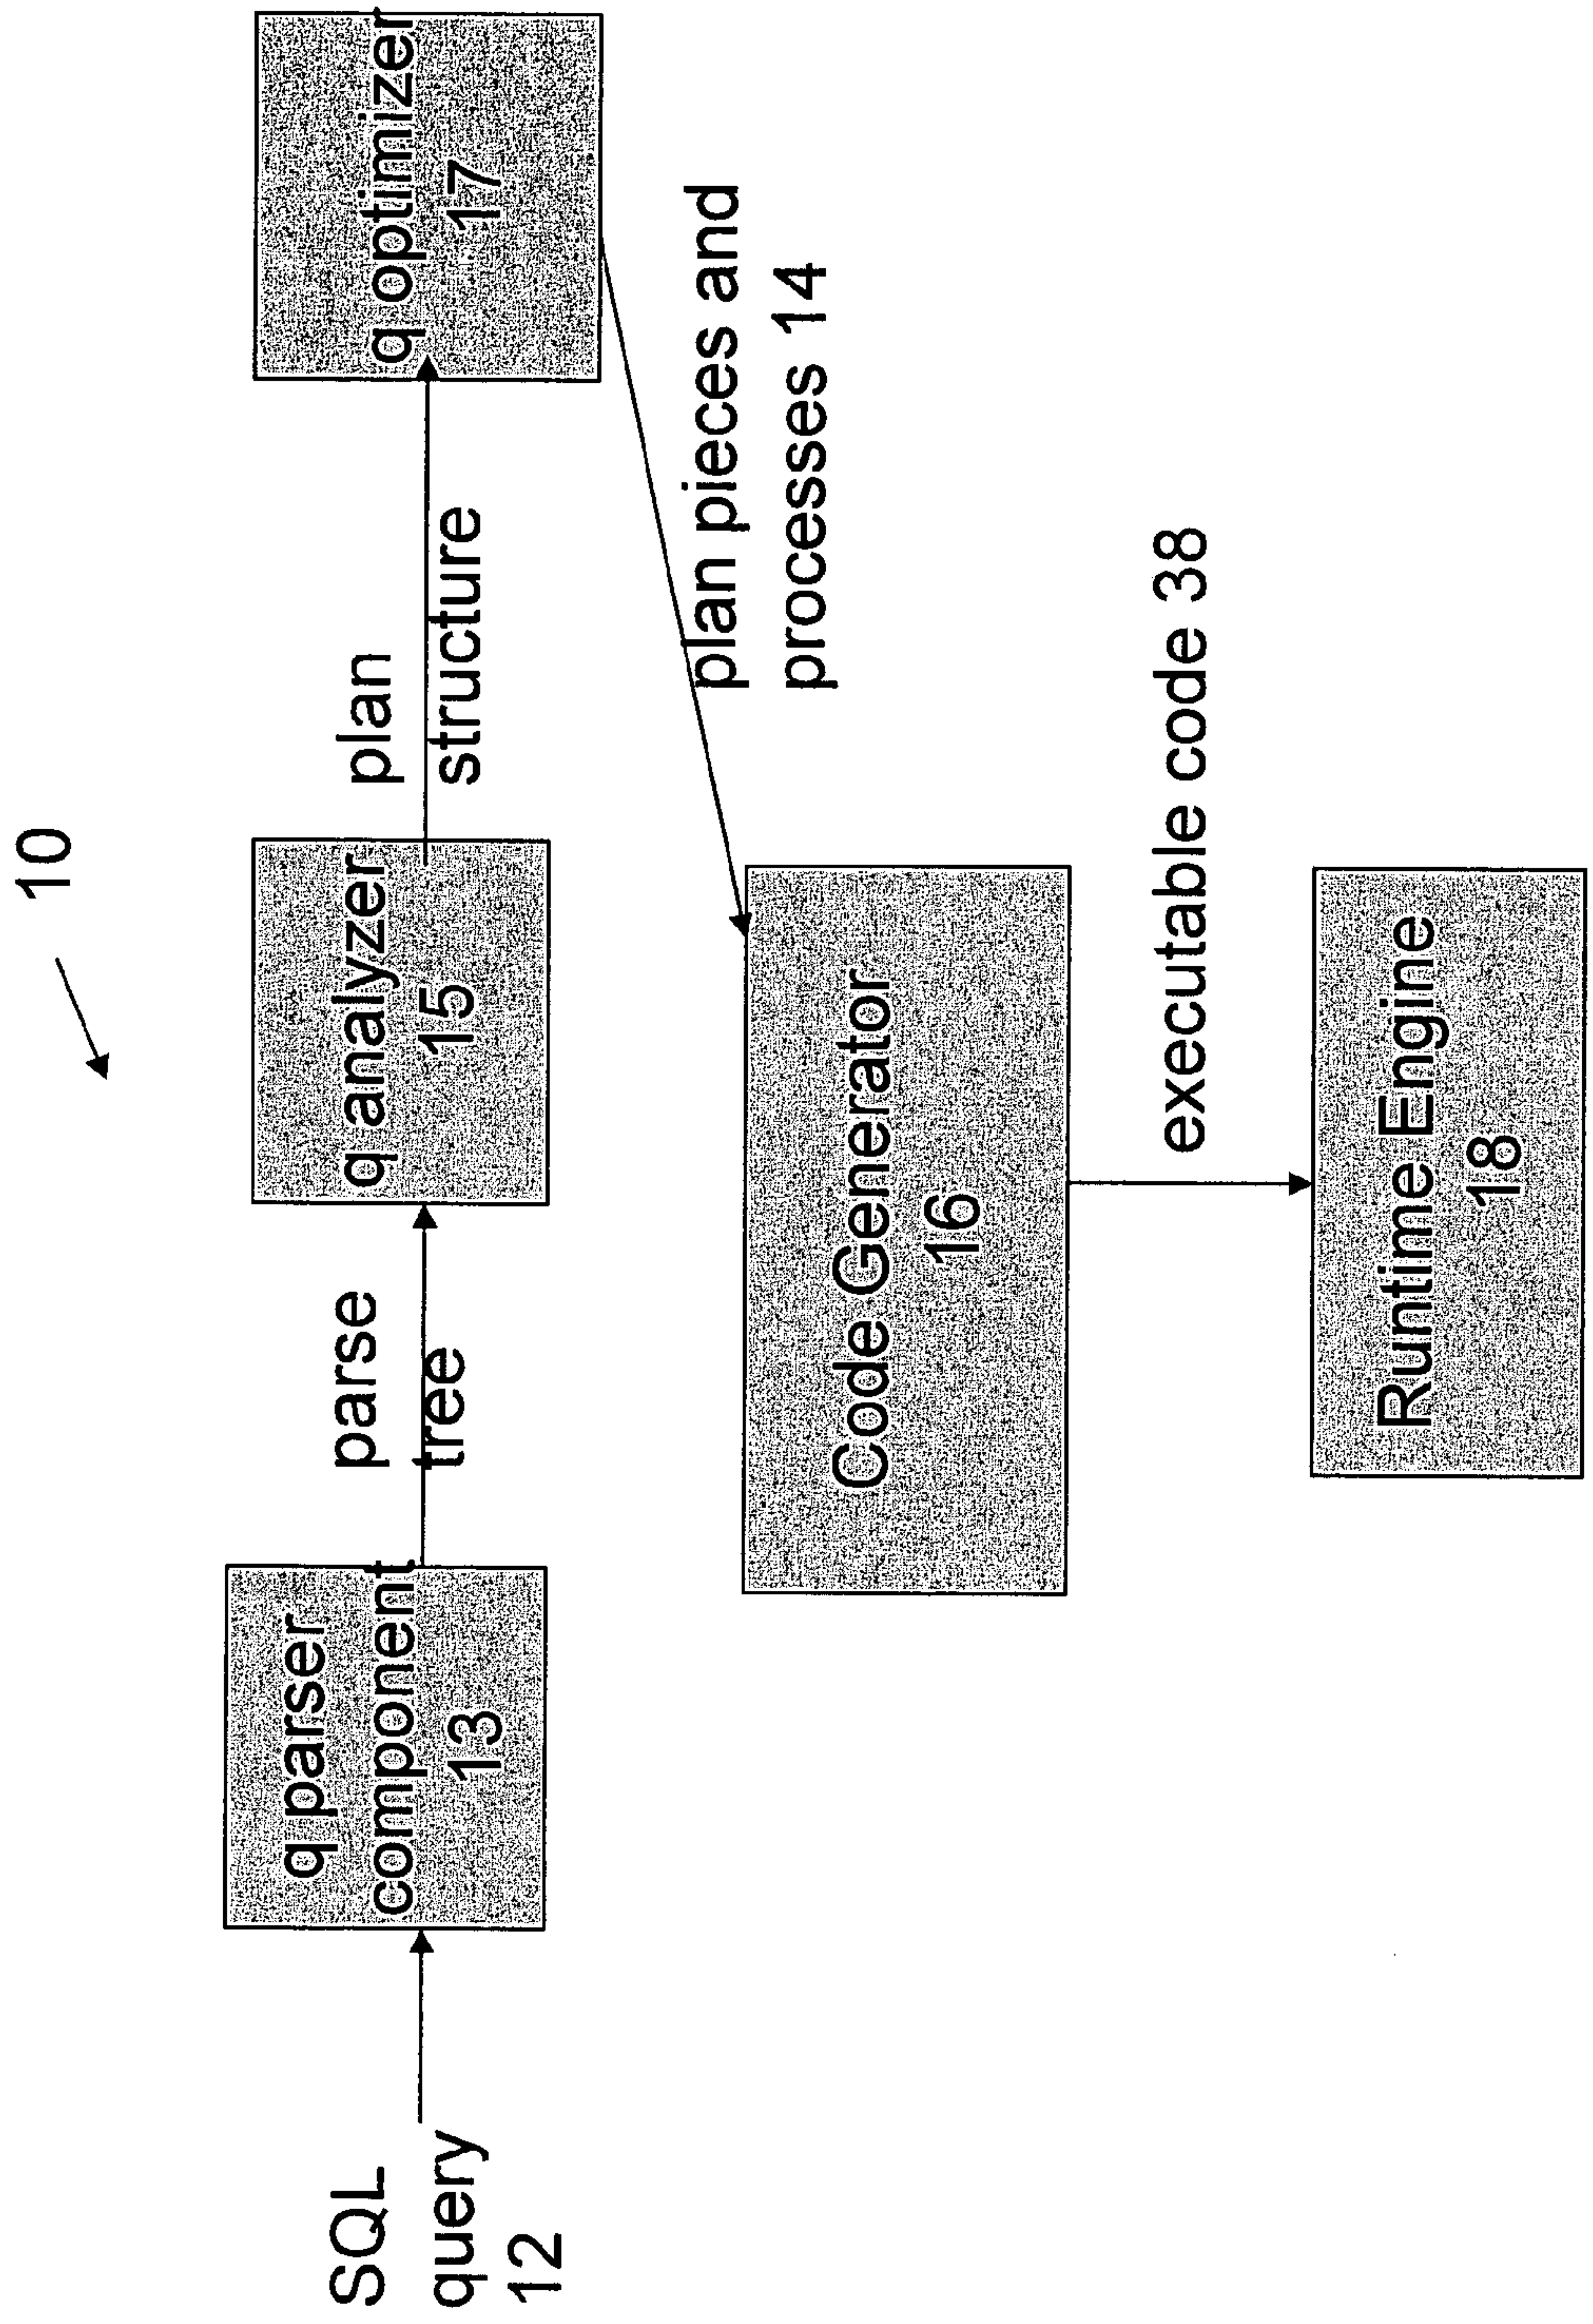 10
SQL
query
12
q parser
component
13
parse
tree
q analyzer
15
plan
structure
q optimizer
17
plan pieces and
processes 14
Code Generator
16
executable code 38
Runtime Engine
18